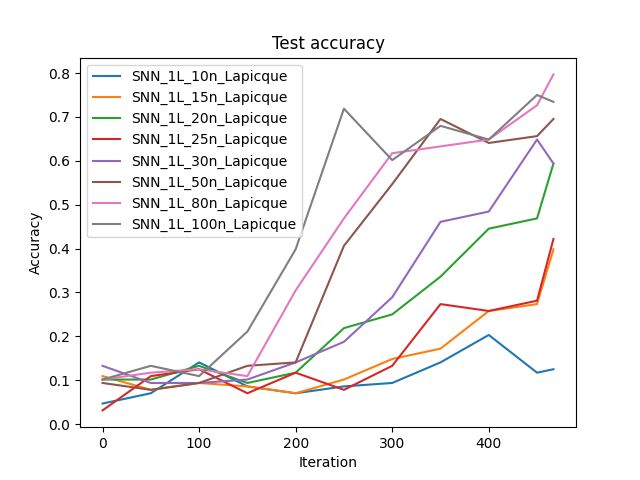 Test accuracy
SNN_1L_10n_Lapicque
SNN_1L_15n_Lapicque
SNN_1L_20n_Lapicque
SNN_1L_25n_Lapicque
SNN_1L_30n_Lapicque
SNN_1L_50n_Lapicque
SNN_1L_80n_Lapicque
SNN_1L_100n_Lapicque
Accuracy
0.8
0.7
0.6
0.5
0.4
0.3
0.2
0.1
0.0
0 100 200 300 400
Iteration